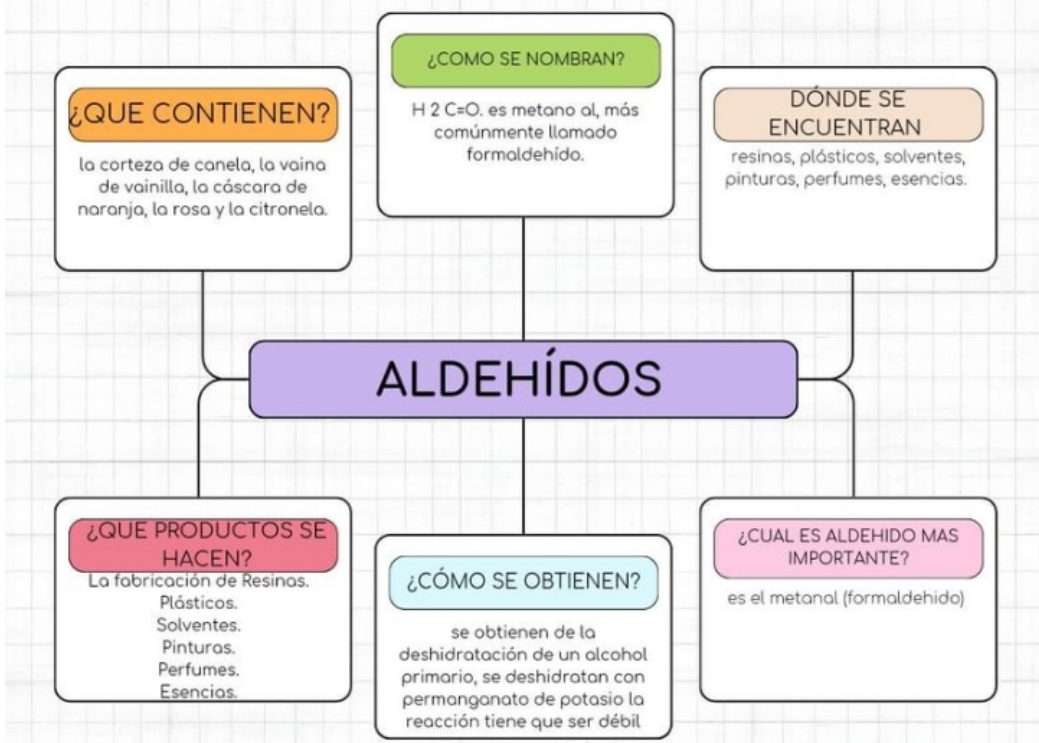 ¿COMO SE NOMBRAN?
H 2 C=O. es metano al, más
comúnmente llamado
formaldehído.
¿QUE CONTIENEN?
la corteza de canela, la vaina
de vainilla, la cáscara de
naranja, la rosa y la citronela.
DÓNDE SE
ENCUENTRAN
resinas, plásticos, solventes,
pinturas, perfumes, esencias.
ALDEHÍDOS
¿QUE PRODUCTOS SE
HACEN?
La fabricación de Resinas.
Plásticos.
Solventes.
Pinturas.
Perfumes.
Esencias.
¿CÓMO SE OBTIENEN?
se obtienen de la
deshidratación de un alcohol
primario, se deshidratan con
permanganato de potasio la
reacción tiene que ser débil
¿CUAL ES ALDEHIDO MAS
IMPORTANTE?
es el metanal (formaldehido)